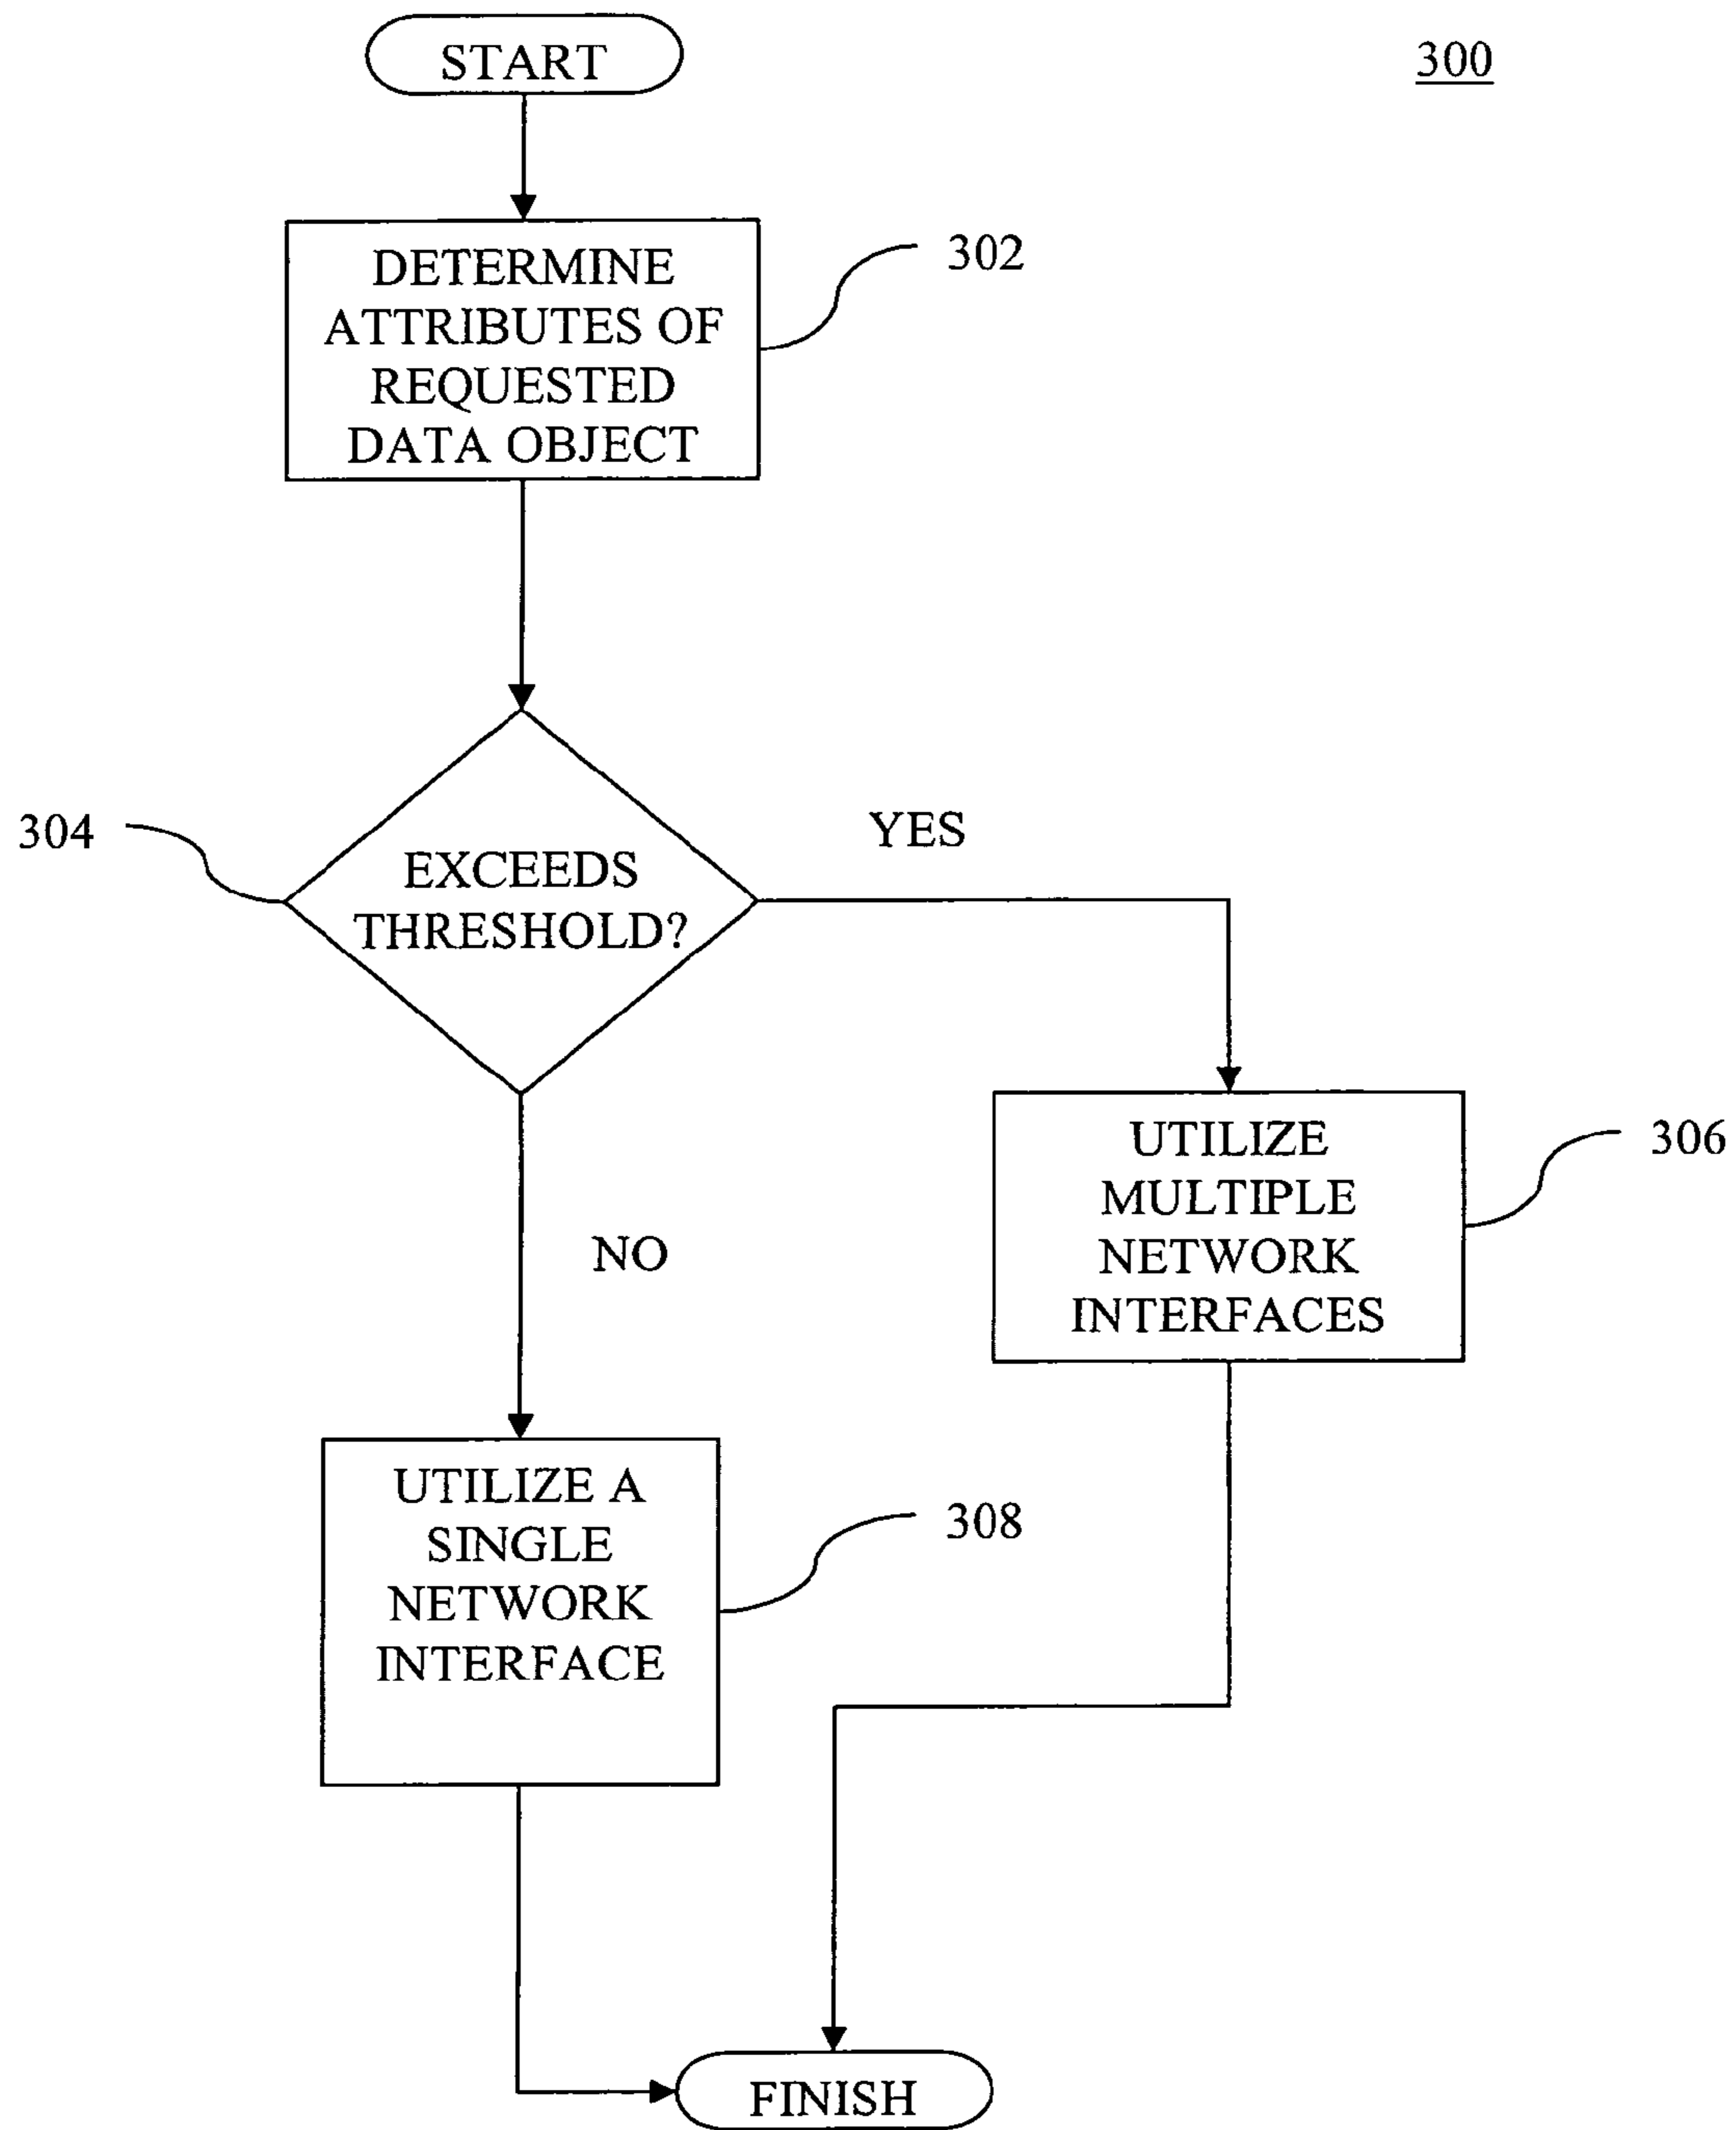 START
300
DETERMINE
ATTRIBUTES OF
REQUESTED
DATA OBJECT
302
304
EXCEEDS
THRESHOLD?
YES
NO
UTILIZE
MULTIPLE
NETWORK
INTERFACES
306
UTILIZE A
SINGLE
NETWORK
INTERFACE
308
FINISH